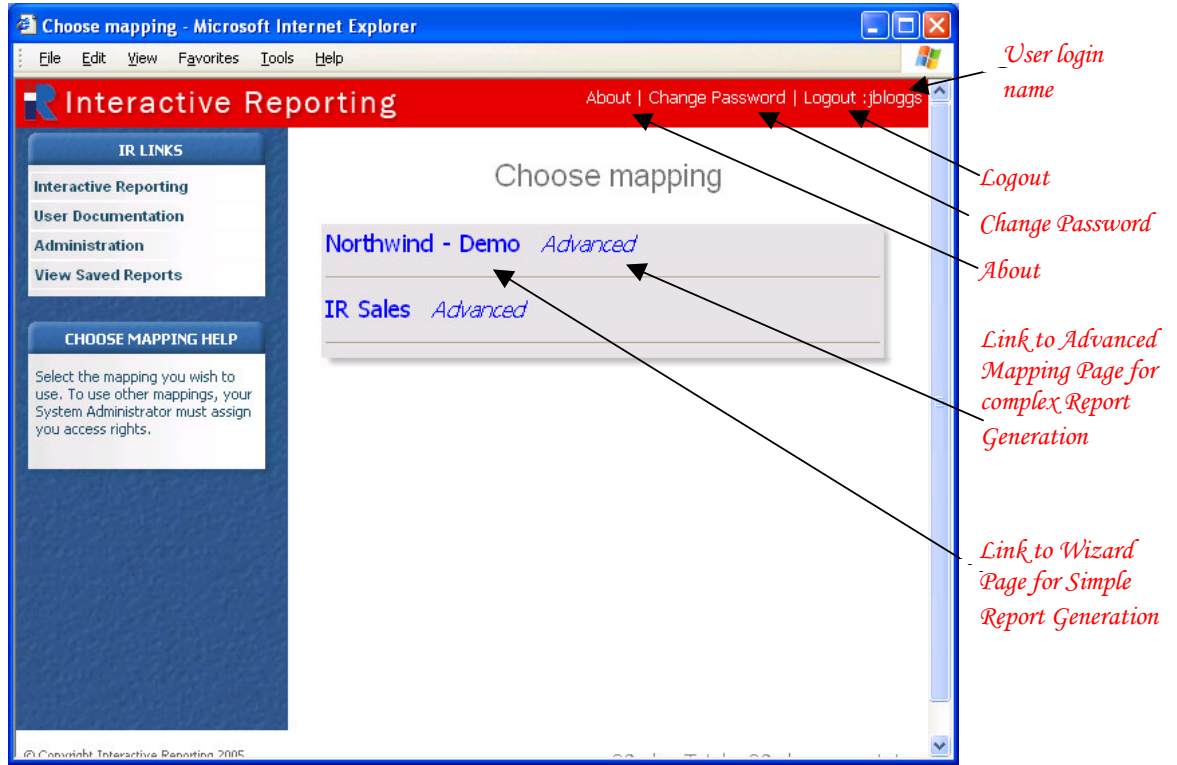 Choose mapping - Microsoft Internet Explorer
File Edit View Favorites Tools Help
Interactive Reporting
About | Change Password | Logout :jbloggs
IR LINKS
Interactive Reporting
User Documentation
Administration
View Saved Reports
CHOOSE MAPPING HELP
Select the mapping you wish to
use. To use other mappings, your
System Administrator must assign
you access rights.
Choose mapping
Northwind - Demo Advanced
IR Sales Advanced
© Copyright Interactive Reporting 2005
User login
name
Logout
Change Password
About
Link to Advanced
Mapping Page for
complex Report
Generation
Link to Wizard
Page for Simple
Report Generation